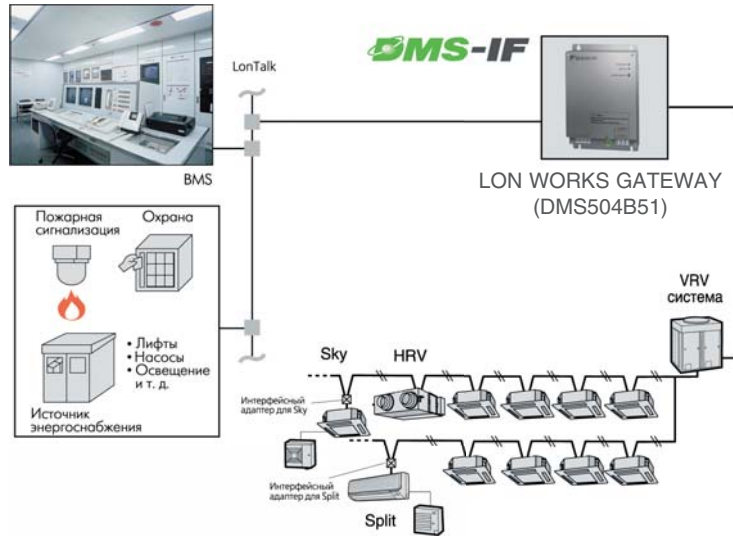 LonTalk
DMS-IF
BMS
LON WORKS GATEWAY
(DMS504B51)
Пожарная
сигнализация
Охрана
• Лифты
• Насосы
• Освещение
и т. д.
Источник
энергоснабжения
VRV
система
Sky
HRV
Интерфейсный
адаптер для Sky
Интерфейсный
адаптер для Split
Split